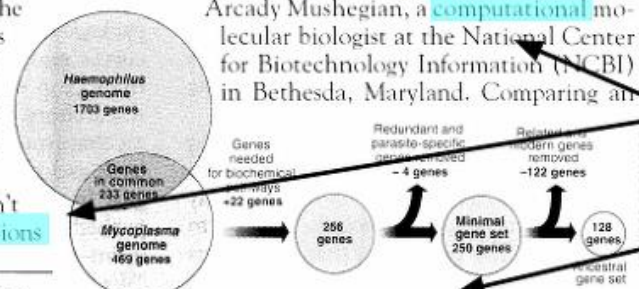 he
Arcady Mushegian, a computational mo-
lecular biologist at the National Center
for Biotechnology Information (NCBI)
in Bethesda, Maryland. Comparing an
s
't
ions
Haemophilus
genome
1703 genes
Genes
in common
233 genes
Mycoplasma
genome
469 genes
Genes
needed
for biochemical
pathways
+22 genes
256
genes
Redundant and
parasite-specific
genes removed
- 4 genes
Minimal
gene set
250 genes
Related and
modern genes
removed
-122 genes
128
genes
Ancestral
gene set